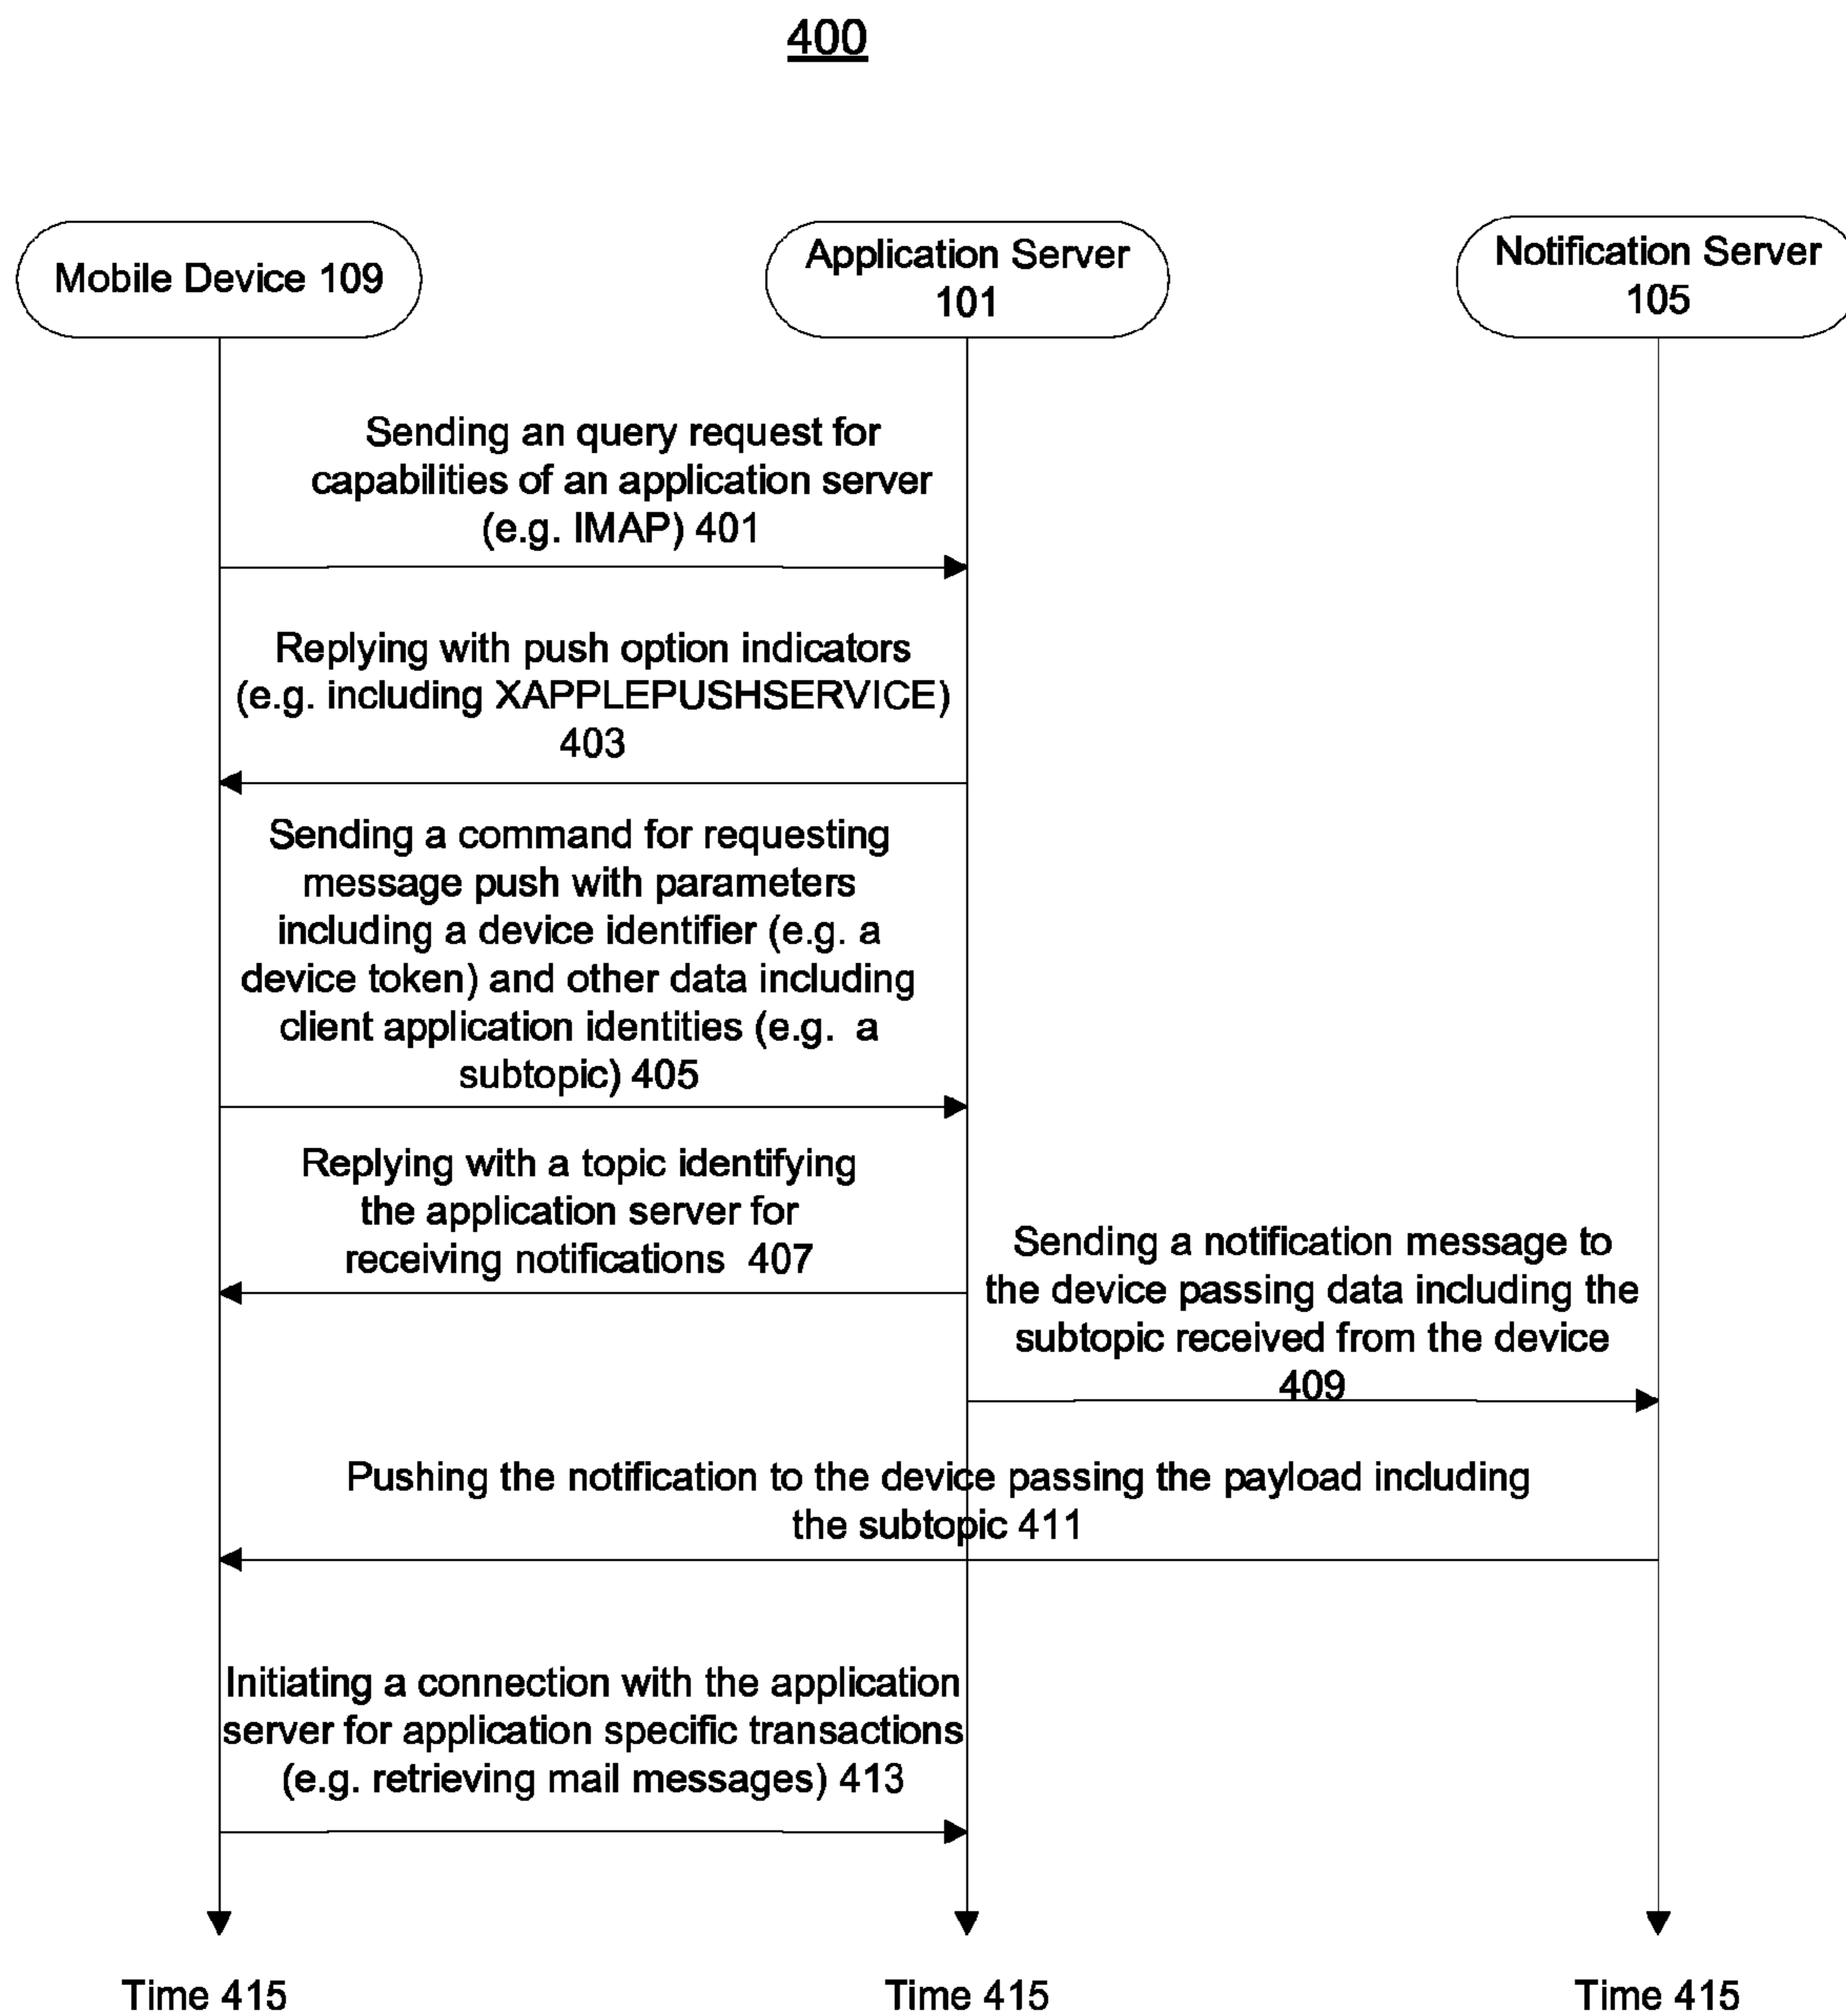 400
Mobile Device 109
Application Server
101
Notification Server
105
Sending an query request for
capabilities of an application server
(e.g. IMAP) 401
Replying with push option indicators
(e.g. including XAPPLEPUSHSERVICE)
403
Sending a command for requesting
message push with parameters
including a device identifier (e.g. a
device token) and other data including
client application identities (e.g. a
subtopic) 405
Replying with a topic identifying
the application server for
receiving notifications 407
Sending a notification message to
the device passing data including the
subtopic received from the device
409
Pushing the notification to the device passing the payload including
the subtopic 411
Initiating a connection with the application
server for application specific transactions
(e.g. retrieving mail messages) 413
Time 415
Time 415
Time 415